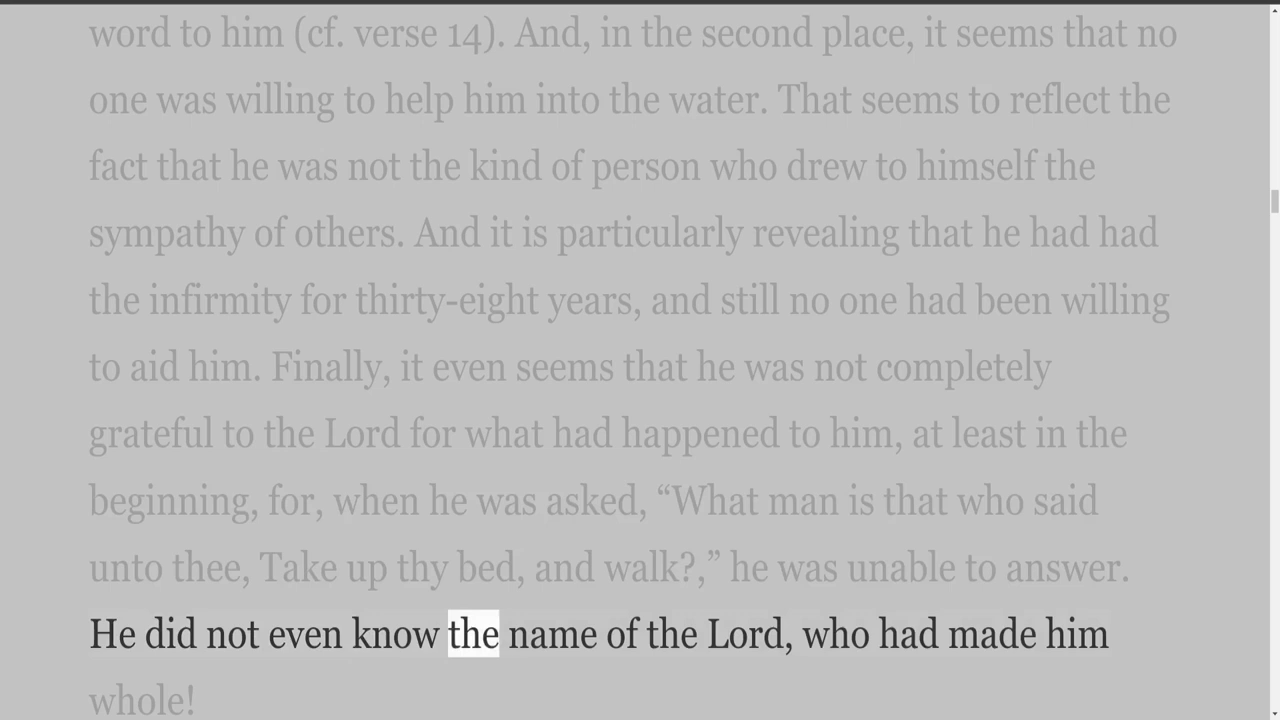 word to him (cf. verse 14). And, in the second place, it seems that no
one was willing to help him into the water. That seems to reflect the
fact that he was not the kind of person who drew to himself the
sympathy of others. And it is particularly revealing that he had had
the infirmity for thirty-eight years, and still no one had been willing
to aid him. Finally, it even seems that he was not completely
grateful to the Lord for what had happened to him, at least in the
beginning, for, when he was asked, “What man is that who said
unto thee, Take up thy bed, and walk?,” he was unable to answer.
He did not even know the name of the Lord, who had made him
whole!